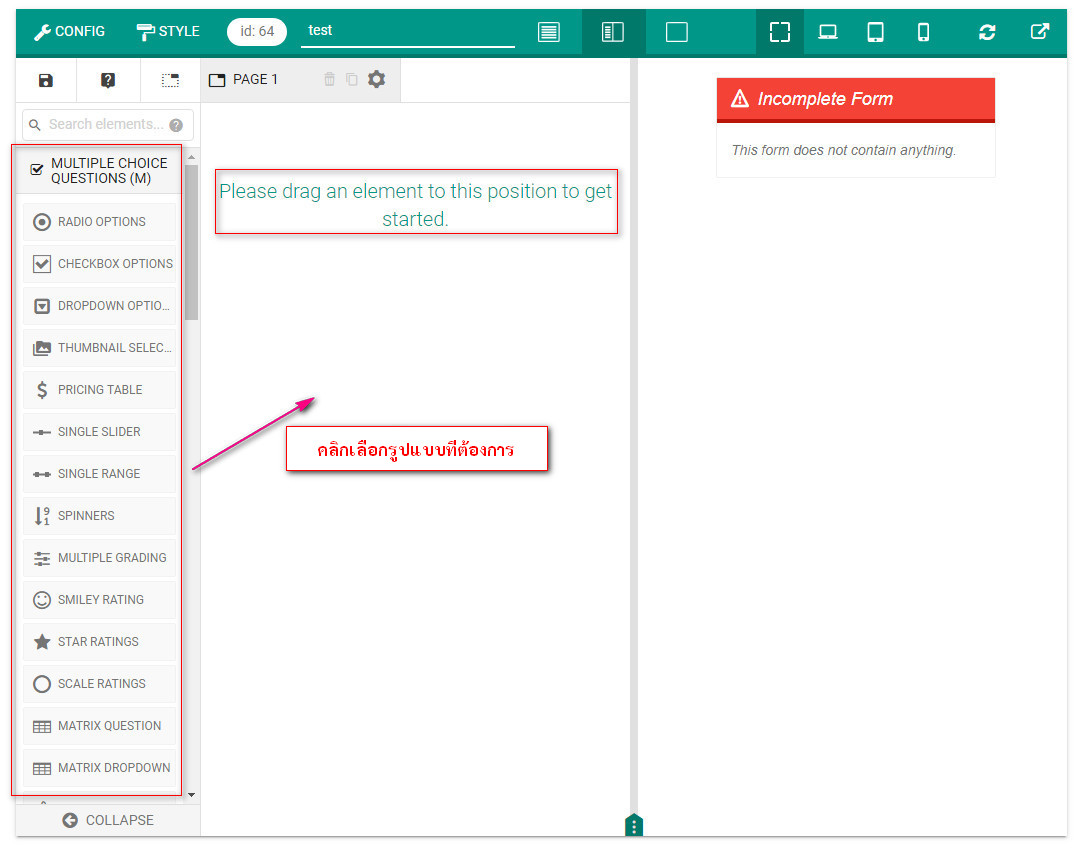 CONFIG STYLE id: 64 test
PAGE 1
Search elements...
MULTIPLE CHOICE
QUESTIONS (M)
RADIO OPTIONS
CHECKBOX OPTIONS
DROPDOWN OPTIO...
THUMBNAIL SELEC...
PRICING TABLE
SINGLE SLIDER
SINGLE RANGE
SPINNERS
MULTIPLE GRADING
SMILEY RATING
STAR RATINGS
SCALE RATINGS
MATRIX QUESTION
MATRIX DROPDOWN
COLLAPSE
Please drag an element to this position to get
started.
คลิกเลือกรูปแบบที่ต้องการ
Incomplete Form
This form does not contain anything.